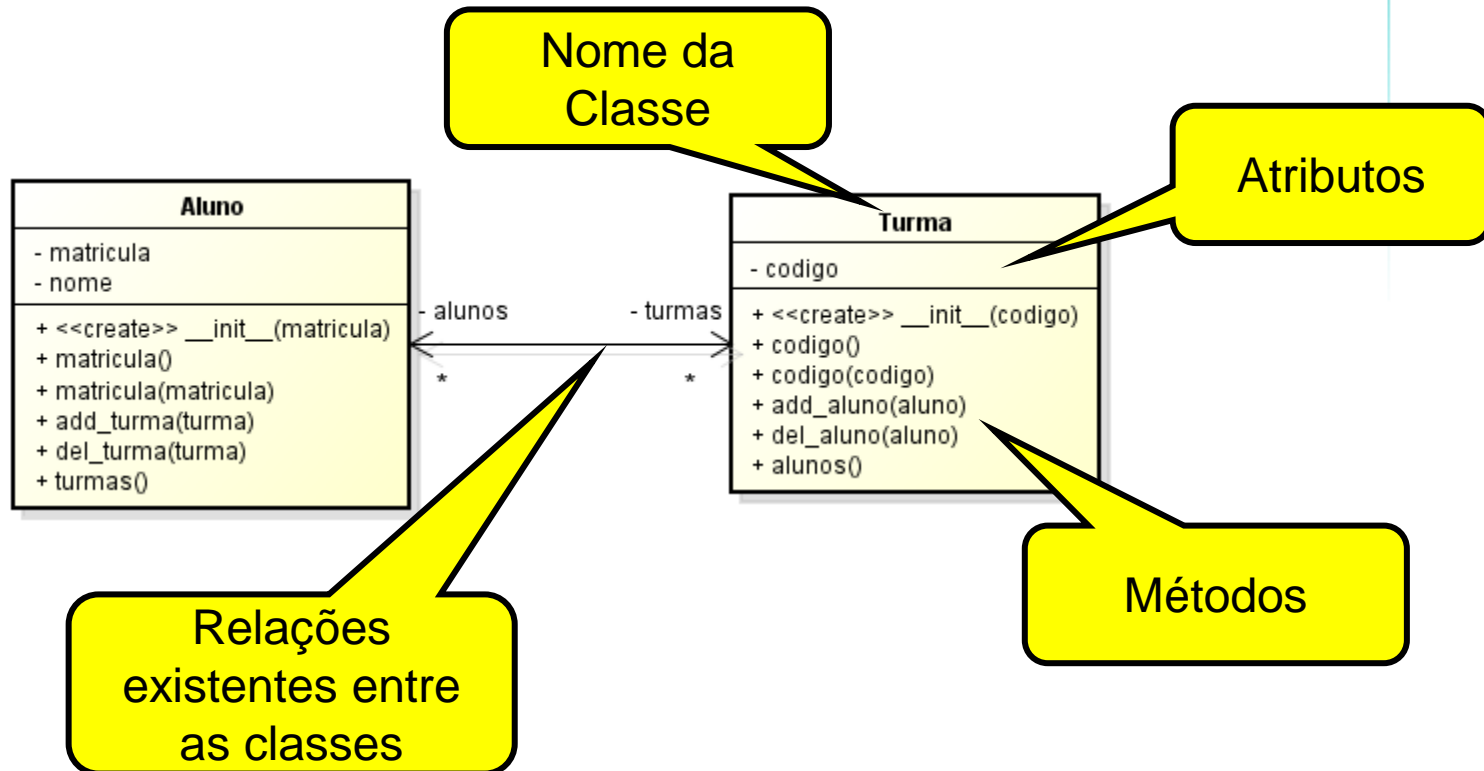 Nome da
Classe
Atributos
Aluno
- matricula
- nome
+ <<create>> __init__(matricula)
+ matricula()
+ matricula(matricula)
+ add_turma(turma)
+ del_turma(turma)
+ turmas()
- alunos
- turmas
*
*
Turma
- codigo
+ <<create>> __init__(codigo)
+ codigo()
+ codigo(codigo)
+ add_aluno(aluno)
+ del_aluno(aluno)
+ alunos()
Relações
existentes entre
as classes
Métodos